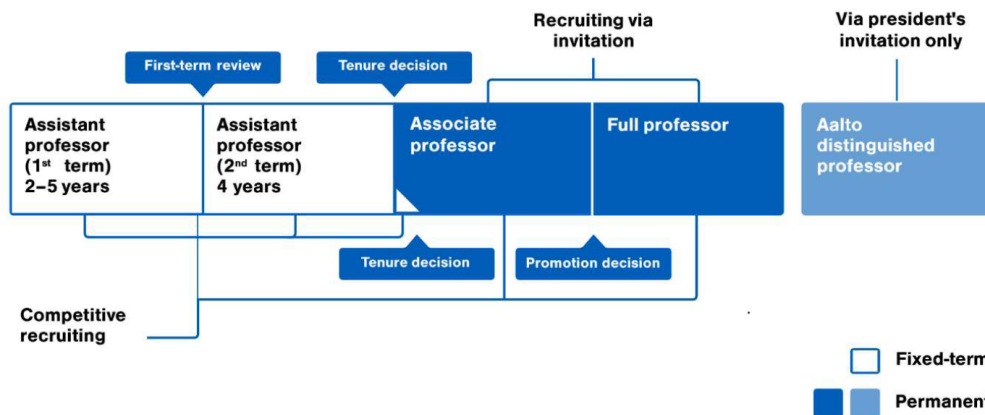 Recruiting via
invitation
Via president's
invitation only
First-term review
Tenure decision
Assistant
professor
(1st term)
2–5 years
Assistant
professor
(2nd term)
4 years
Associate
professor
Full professor
Aalto
distinguished
professor
Tenure decision
Promotion decision
Competitive
recruiting
Fixed-term
Permanent